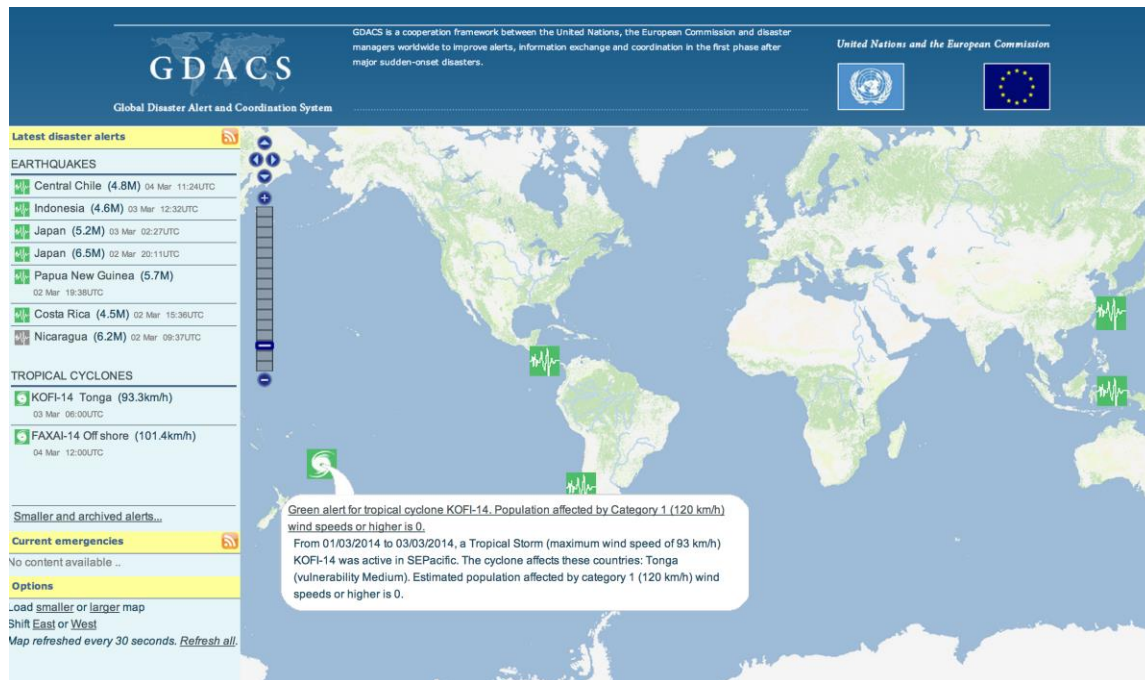 GDACS is a cooperation framework between the United Nations, the European Commission and disaster
managers worldwide to improve alerts, information exchange and coordination in the first phase after
major sudden-onset disasters.
United Nations and the European Commission
GDACS
Global Disaster Alert and Coordination System
Latest disaster alerts
EARTHQUAKES
Central Chile (4.8M) 04 Mar 11:24UTC
Indonesia (4.6M) 03 Mar 12:32UTC
Japan (5.2M) 03 Mar 02:27UTC
Japan (6.5M) 02 Mar 20:11UTC
Papua New Guinea (5.7M)
02 Mar 19:38UTC
Costa Rica (4.5M) 02 Mar 15:36UTC
Nicaragua (6.2M) 02 Mar 09:37UTC
TROPICAL CYCLONES
KOFI-14 Tonga (93.3km/h)
03 Mar 06:00UTC
FAXAI-14 Off shore (101.4km/h)
04 Mar 12:00UTC
Smaller and archived alerts...
Current emergencies
No content available ..
Options
Load smaller or larger map
Shift East or West
Map refreshed every 30 seconds. Refresh all.
Green alert for tropical cyclone KOFI-14. Population affected by Category 1 (120 km/h)
wind speeds or higher is 0.
From 01/03/2014 to 03/03/2014, a Tropical Storm (maximum wind speed of 93 km/h)
KOFI-14 was active in SEPacific. The cyclone affects these countries: Tonga
(vulnerability Medium). Estimated population affected by category 1 (120 km/h) wind
speeds or higher is 0.